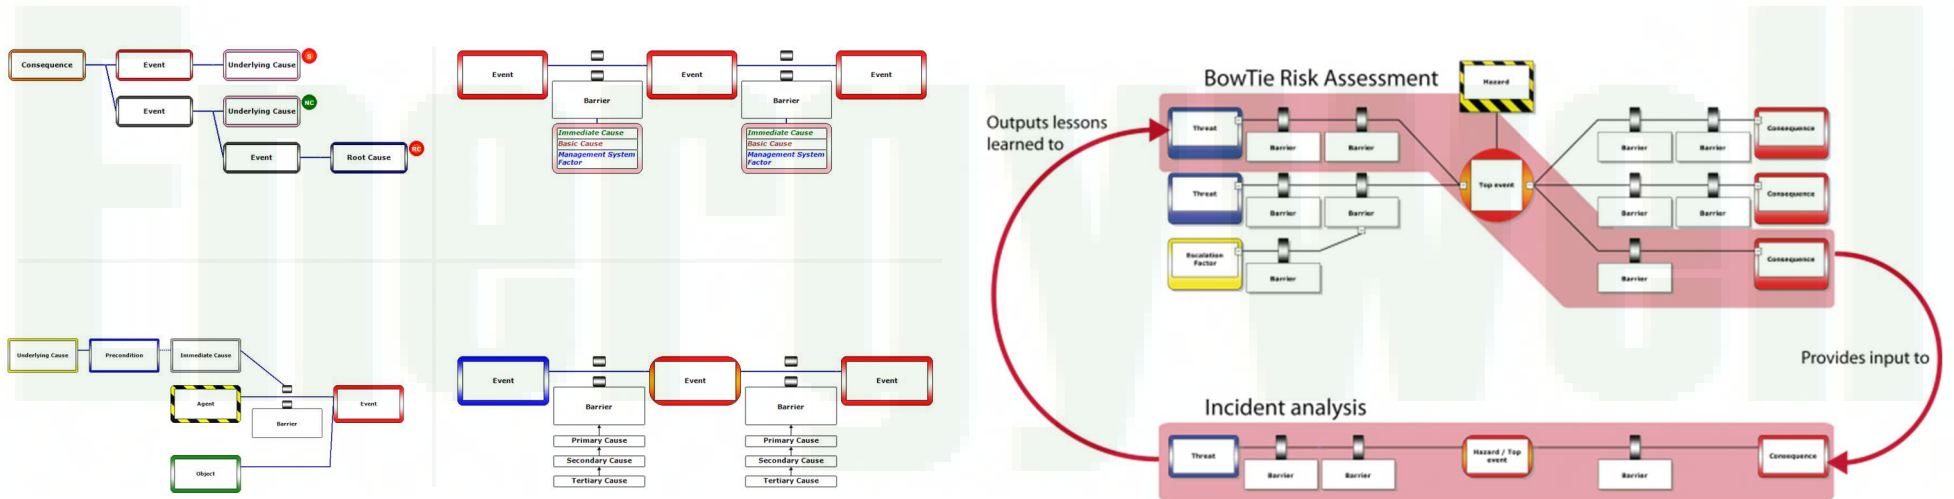 Consequence
Event
Underlying Cause
S
Event
Underlying Cause
NC
Event
Root Cause
RC
Event
Event
Event
Barrier
Barrier
Immediate Cause
Basic Cause
Management System
Factor
Immediate Cause
Basic Cause
Management System
Factor
Underlying Cause
Precondition
Immediate Cause
Agent
Event
Barrier
Object
Event
Event
Event
Barrier
Barrier
Primary Cause
Secondary Cause
Tertiary Cause
Primary Cause
Secondary Cause
Tertiary Cause
BowTie Risk Assessment
Hazard
Outputs lessons
learned to
Threat
Barrier
Barrier
Barrier
Barrier
Consequence
Threat
Barrier
Barrier
Top event
Barrier
Barrier
Consequence
Escalation
Factor
Barrier
Barrier
Consequence
Provides input to
Incident analysis
Threat
Barrier
Barrier
Hazard / Top
event
Barrier
Consequence